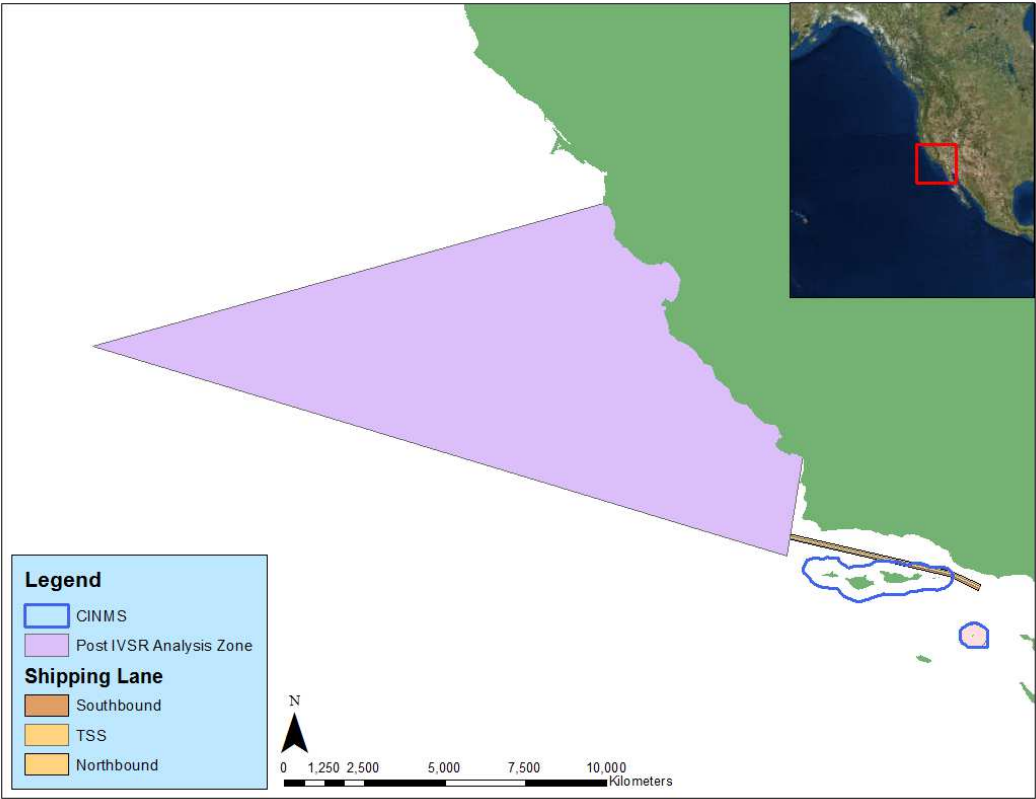 Legend
CINMS
Post IVSR Analysis Zone
Shipping Lane
Southbound
TSS
Northbound
N
0 1,250 2,500 5,000 7,500 10,000
Kilometers